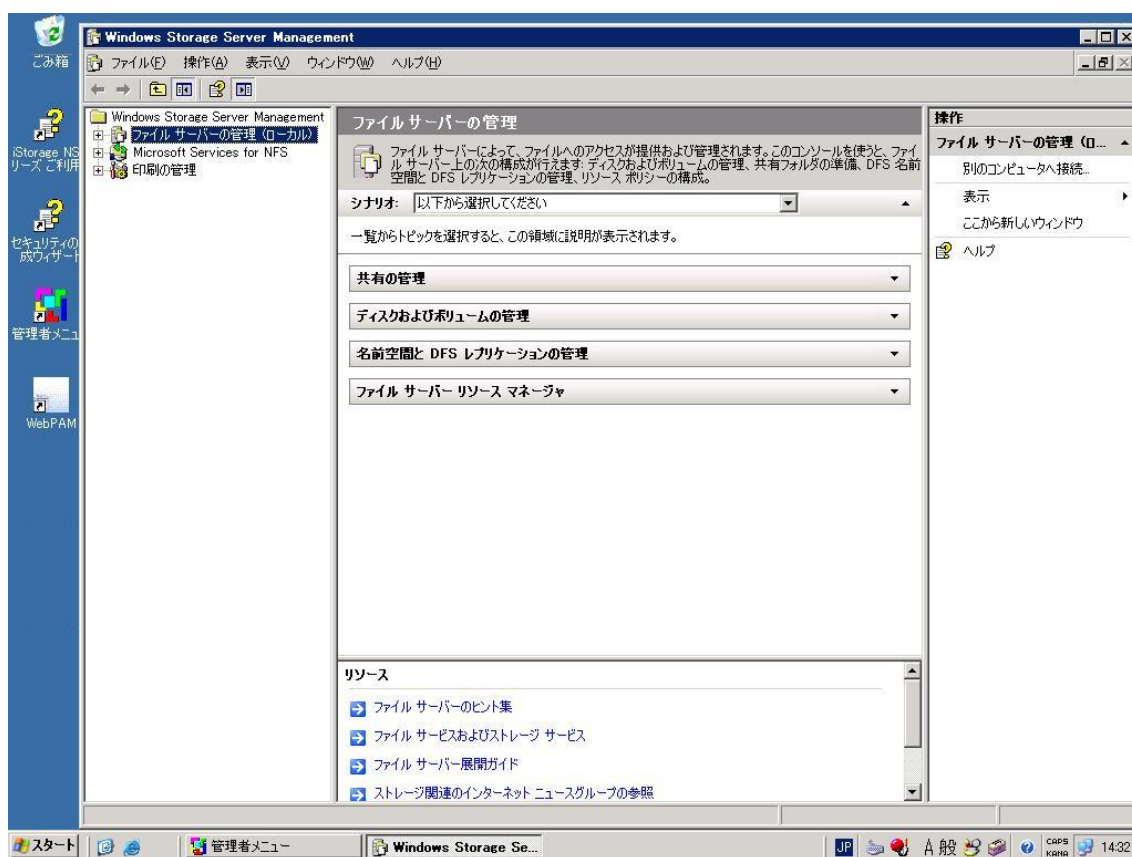 ごみ箱
iStorage NS
リーズ ご利用
セキュリティの
成ウィザード
管理者メニュ
WebPAM
Windows Storage Server Management
ファイル(F) 操作(A) 表示(V) ウィンドウ(W) ヘルプ(H)
Windows Storage Server Management
ファイル サーバーの管理 (ローカル)
Microsoft Services for NFS
印刷の管理
ファイル サーバーの管理
ファイル サーバーによって、ファイルへのアクセスが提供および管理されます。このコンソールを使うと、ファイ
ル サーバー上の次の構成が行えます: ディスクおよびボリュームの管理、共有フォルダの準備、DFS 名前
空間と DFS レプリケーションの管理、リソース ポリシーの構成。
シナリオ: 以下から選択してください
一覧からトピックを選択すると、この領域に説明が表示されます。
共有の管理
ディスクおよびボリュームの管理
名前空間と DFS レプリケーションの管理
ファイル サーバー リソース マネージャ
リソース
ファイル サーバーのヒント集
ファイル サービスおよびストレージ サービス
ファイル サーバー展開ガイド
ストレージ関連のインターネット ニュースグループの参照
操作
ファイル サーバーの管理 (ロ...
別のコンピュータへ接続...
表示
ここから新しいウィンドウ
ヘルプ
スタート
管理者メニュー
Windows Storage Se...
JP
A 般
CAPS
KANA
14:32